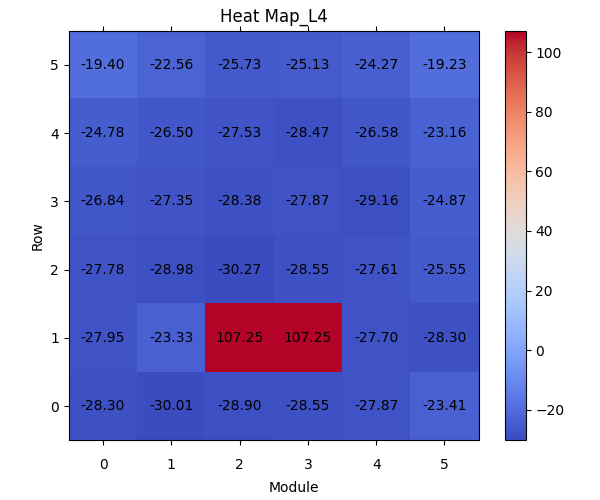 Heat Map_L4
5 -19.40 -22.56 -25.73 -25.13 -24.27 -19.23
4 -24.78 -26.50 -27.53 -28.47 -26.58 -23.16
3 -26.84 -27.35 -28.38 -27.87 -29.16 -24.87
2 -27.78 -28.98 -30.27 -28.55 -27.61 -25.55
1 -27.95 -23.33 107.25 107.25 -27.70 -28.30
0 -28.30 -30.01 -28.90 -28.55 -27.87 -23.41
0 1 2 3 4 5
Module
Row
100
80
60
40
20
0
−20